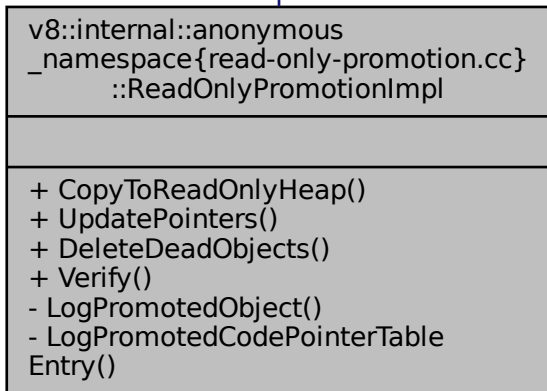 v8::internal::anonymous
_namespace{read-only-promotion.cc}
::ReadOnlyPromotionImpl
+ CopyToReadOnlyHeap()
+ UpdatePointers()
+ DeleteDeadObjects()
+ Verify()
- LogPromotedObject()
- LogPromotedCodePointerTable
Entry()